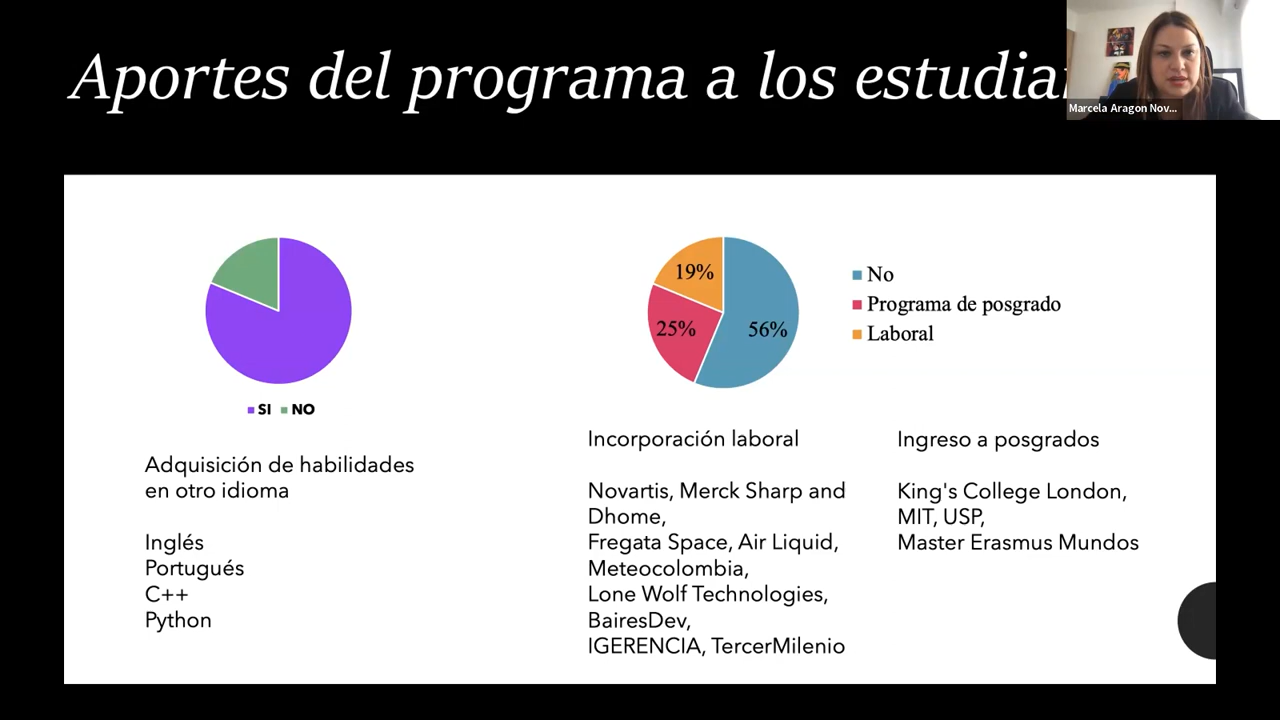 Aportes del programa a los
Marcela Aragon Nov...
SI NO
Adquisición de habilidades
en otro idioma
Inglés
Portugués
C++
Python
19%
25%
56%
No
Programa de posgrado
Laboral
Incorporación laboral
Novartis, Merck Sharp and
Dhome,
Fregata Space, Air Liquid,
Meteocolombia,
Lone Wolf Technologies,
BairesDev,
IGERENCIA, TercerMilenio
Ingreso a posgrados
King's College London,
MIT, USP,
Master Erasmus Mundos